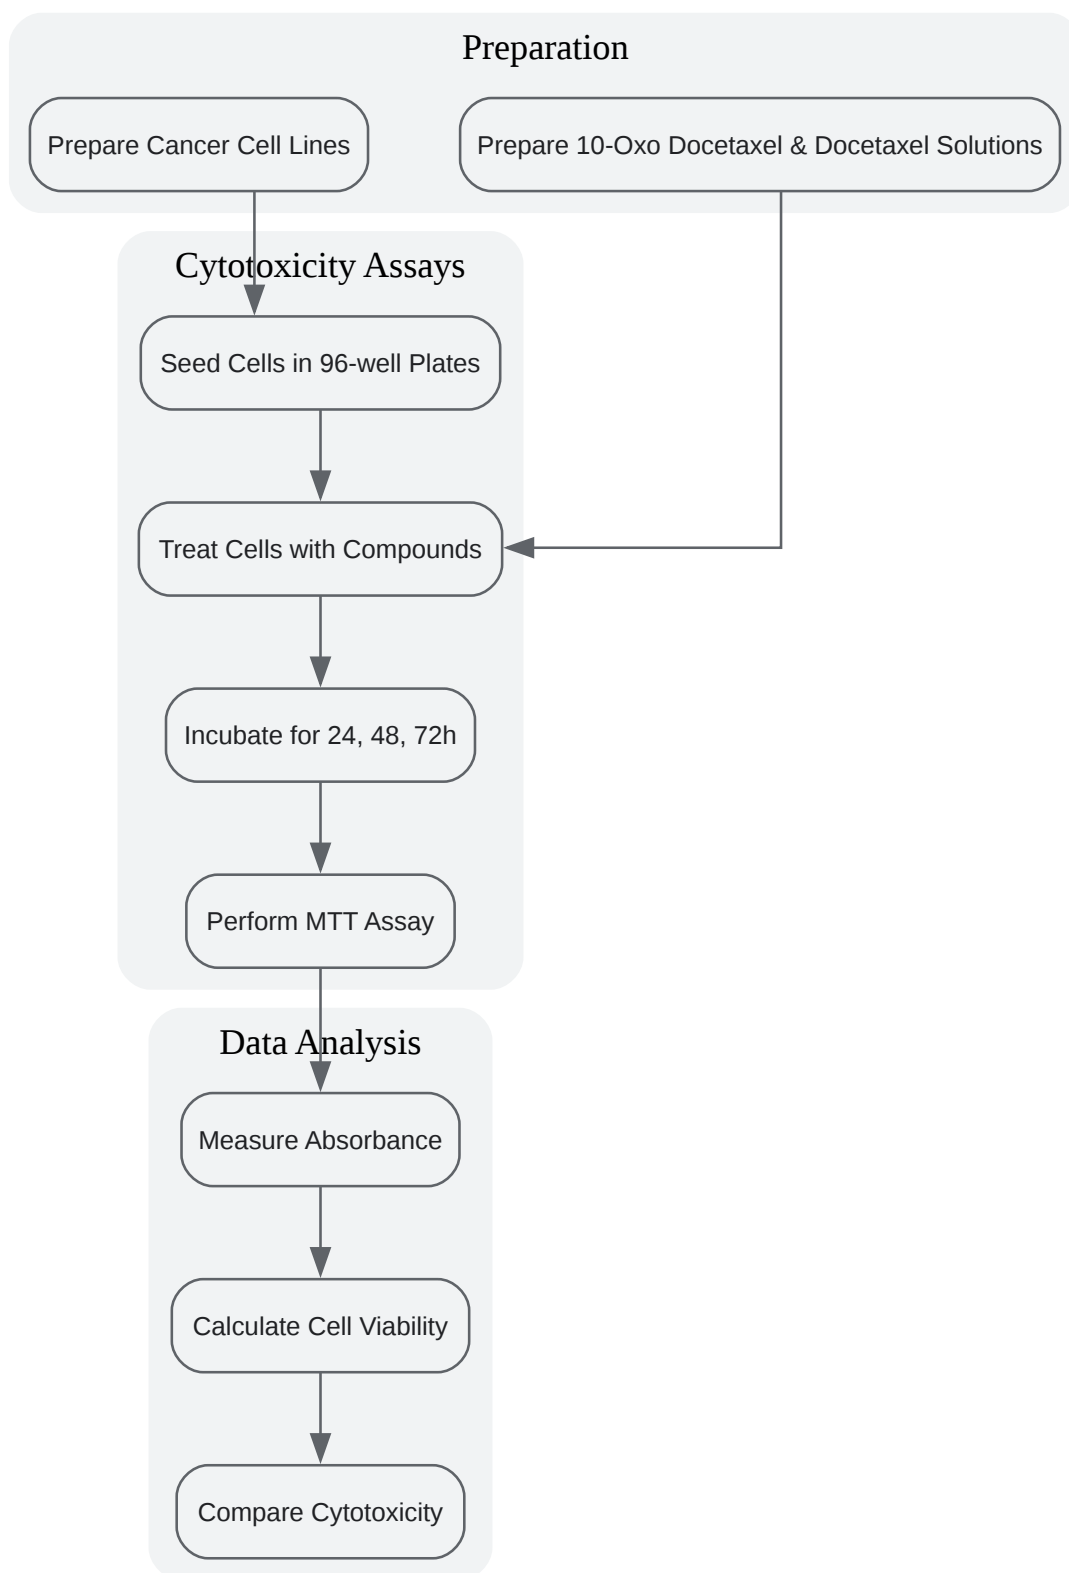 Preparation
Prepare Cancer Cell Lines
Prepare 10-Oxo Docetaxel & Docetaxel Solutions
Cytotoxicity Assays
Seed Cells in 96-well Plates
Treat Cells with Compounds
Incubate for 24, 48, 72h
Perform MTT Assay
Data Analysis
Measure Absorbance
Calculate Cell Viability
Compare Cytotoxicity